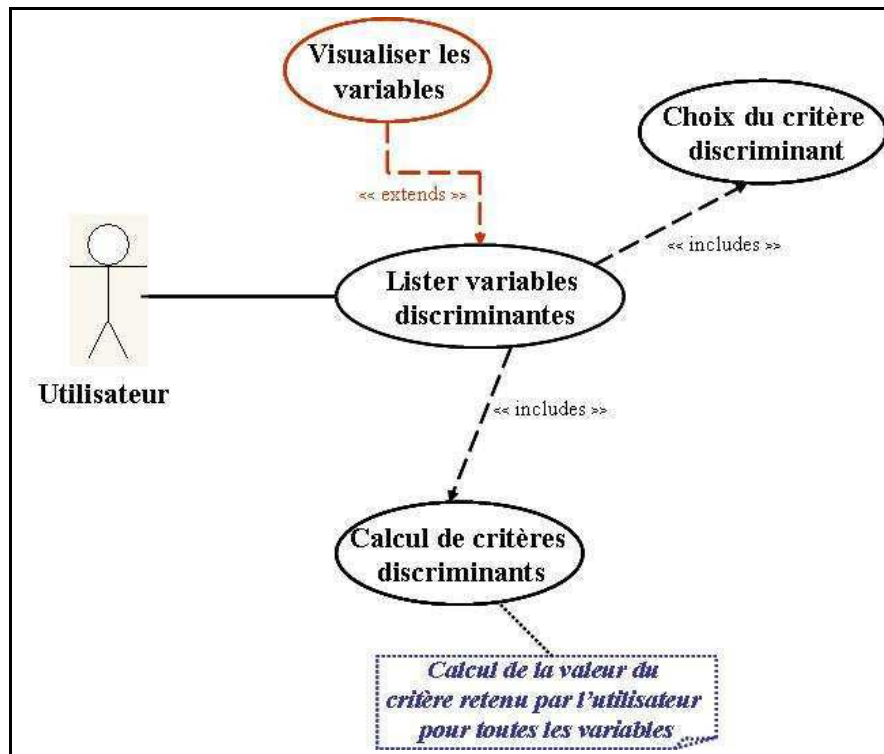 Visualiser les
variables
Choix du critère
discriminant
<< extends >>
<< includes >>
Lister variables
discriminantes
Utilisateur
<< includes >>
Calcul de critères
discriminants
Calcul de la valeur du
critère retenu par l'utilisateur
pour toutes les variables